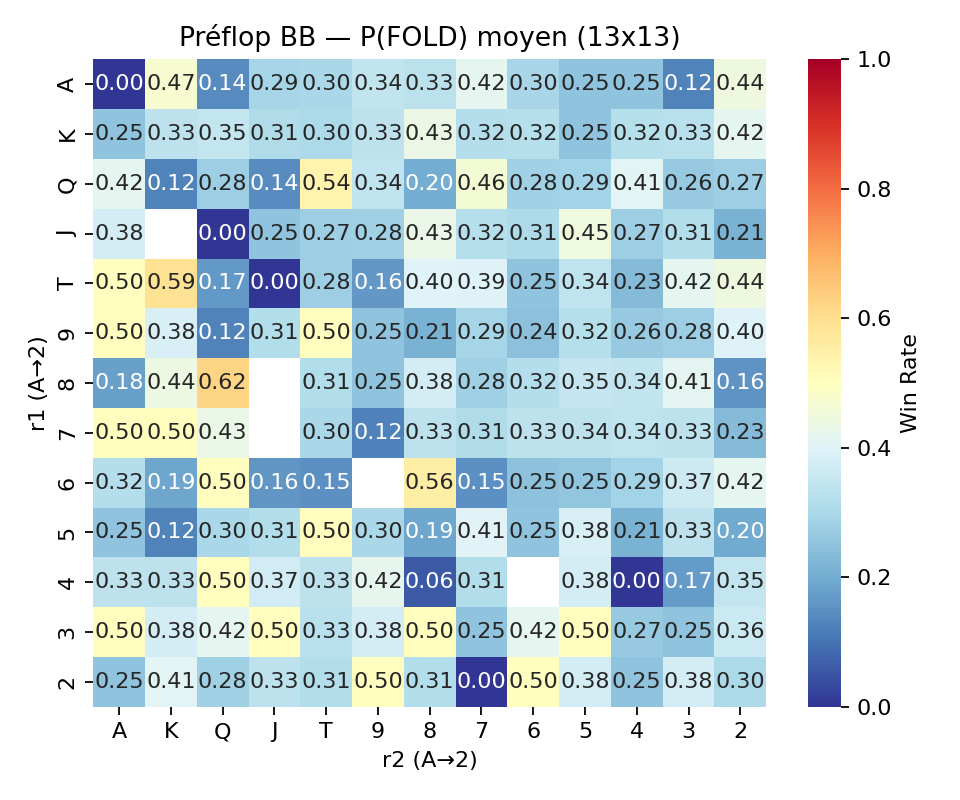 Préflop BB — P(FOLD) moyen (13x13)
A 0.00 0.47 0.14 0.29 0.30 0.34 0.33 0.42 0.30 0.25 0.25 0.12 0.44
K 0.25 0.33 0.35 0.31 0.30 0.33 0.43 0.32 0.32 0.25 0.32 0.33 0.42
Q 0.42 0.12 0.28 0.14 0.54 0.34 0.20 0.46 0.28 0.29 0.41 0.26 0.27
J 0.38 0.00 0.25 0.27 0.28 0.43 0.32 0.31 0.45 0.27 0.31 0.21
T 0.50 0.59 0.17 0.00 0.28 0.16 0.40 0.39 0.25 0.34 0.23 0.42 0.44
9 0.50 0.38 0.12 0.31 0.50 0.25 0.21 0.29 0.24 0.32 0.26 0.28 0.40
8 0.18 0.44 0.62 0.31 0.25 0.38 0.28 0.32 0.35 0.34 0.41 0.16
7 0.50 0.50 0.43 0.30 0.12 0.33 0.31 0.33 0.34 0.34 0.33 0.23
6 0.32 0.19 0.50 0.16 0.15 0.56 0.15 0.25 0.25 0.29 0.37 0.42
5 0.25 0.12 0.30 0.31 0.50 0.30 0.19 0.41 0.25 0.38 0.21 0.33 0.20
4 0.33 0.33 0.50 0.37 0.33 0.42 0.06 0.31 0.38 0.00 0.17 0.35
3 0.50 0.38 0.42 0.50 0.33 0.38 0.50 0.25 0.42 0.50 0.27 0.25 0.36
2 0.25 0.41 0.28 0.33 0.31 0.50 0.31 0.00 0.50 0.38 0.25 0.38 0.30
A K Q J T 9 8 7 6 5 4 3 2
r2 (A→2)
r1 (A→2)
1.0
0.8
0.6
0.4
0.2
0.0
Win Rate